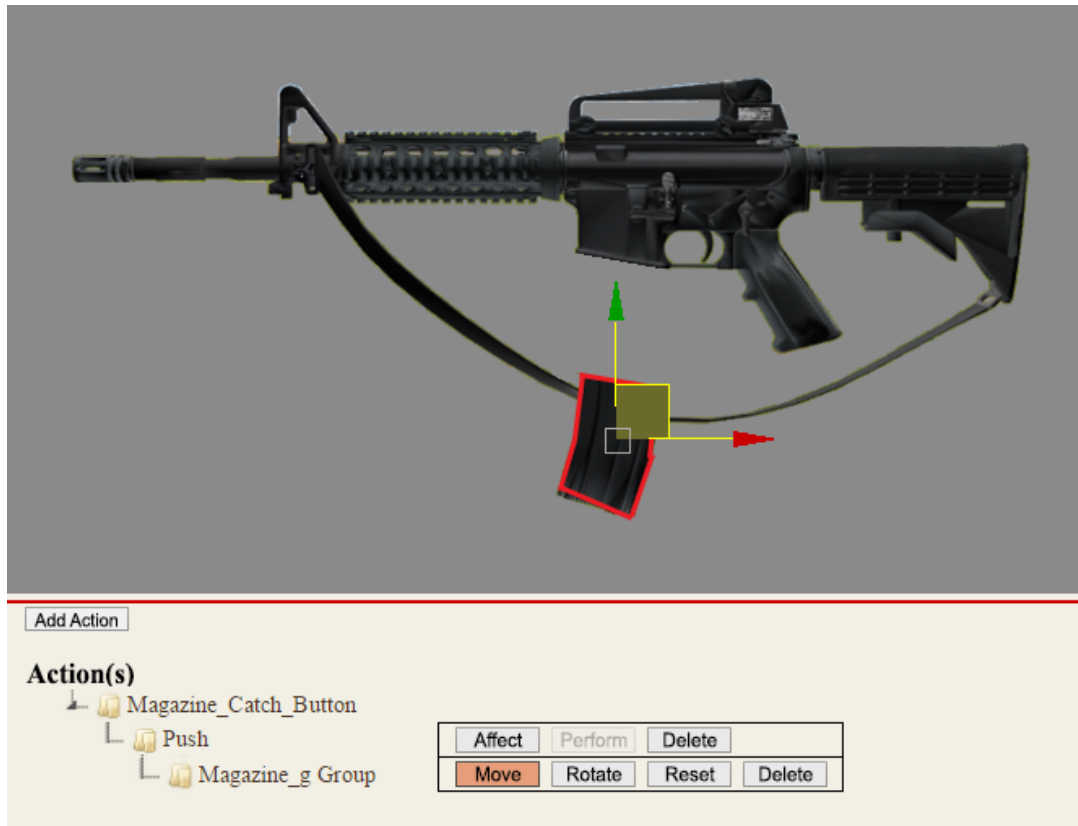 Add Action
Action(s)
Magazine_Catch_Button
Push
Affect Perform Delete
Magazine_g Group
Move Rotate Reset Delete